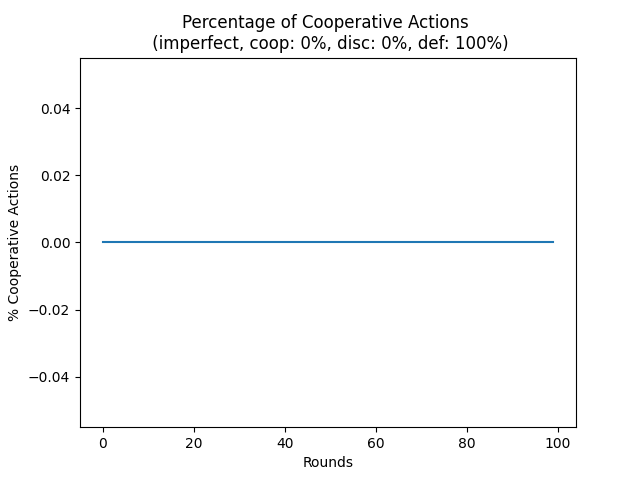 Percentage of Cooperative Actions
(imperfect, coop: 0%, disc: 0%, def: 100%)
% Cooperative Actions
0.04
0.02
0.00
−0.02
−0.04
0
20
40
60
80
100
Rounds